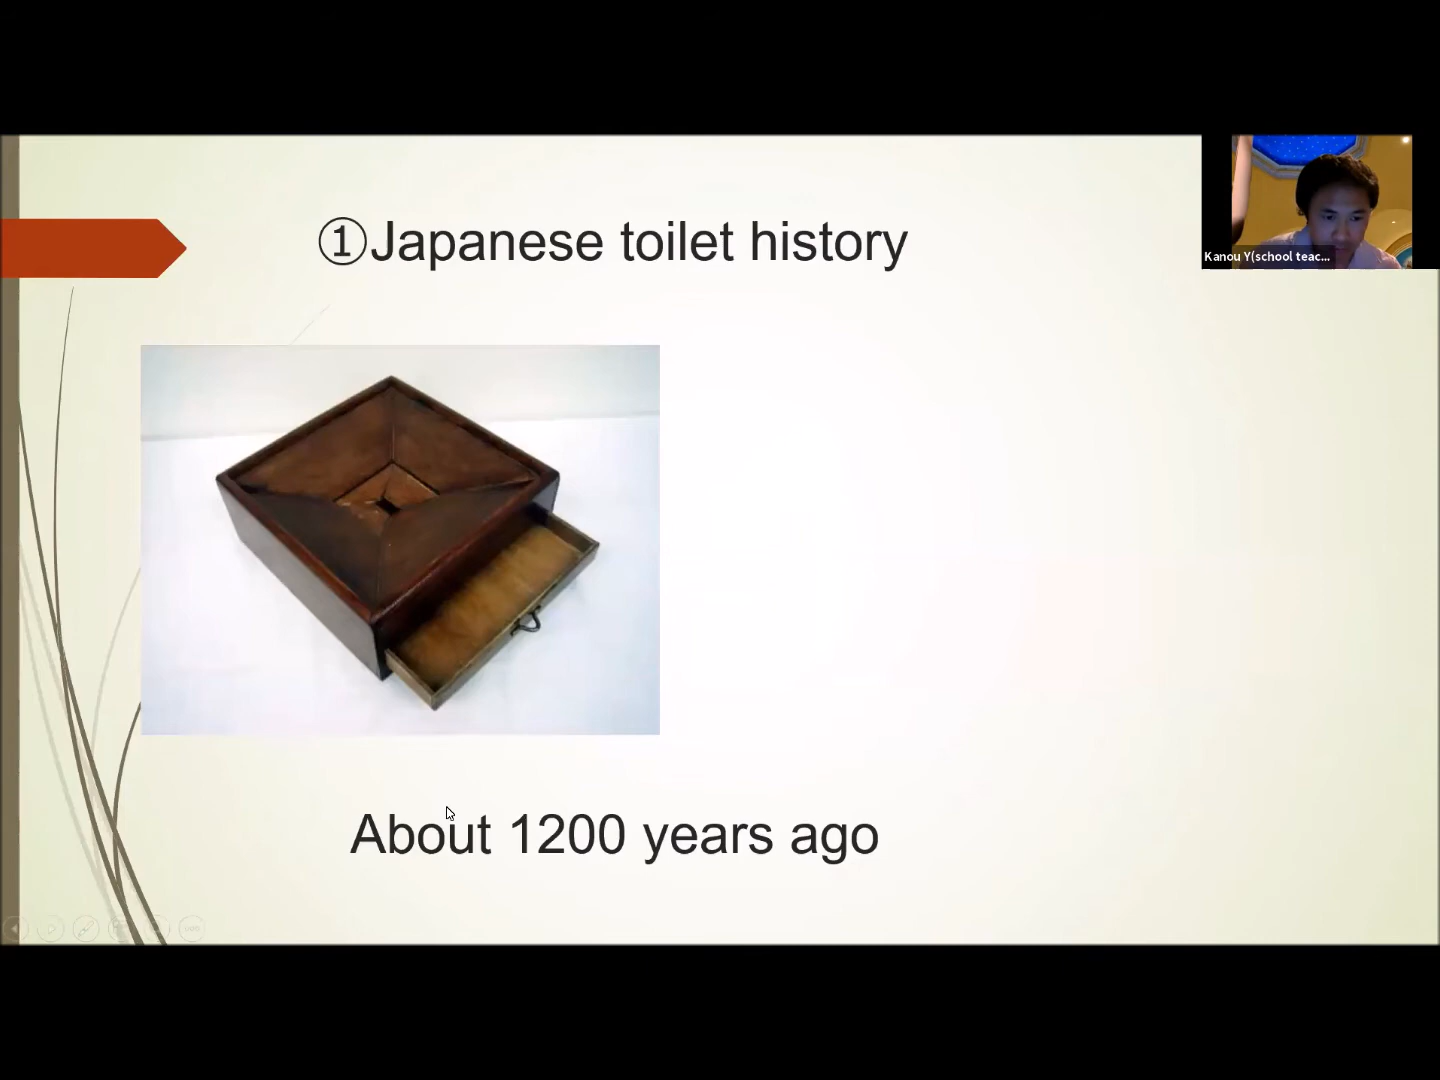 ①Japanese toilet history
Kanou Y(school teac...
About 1200 years ago